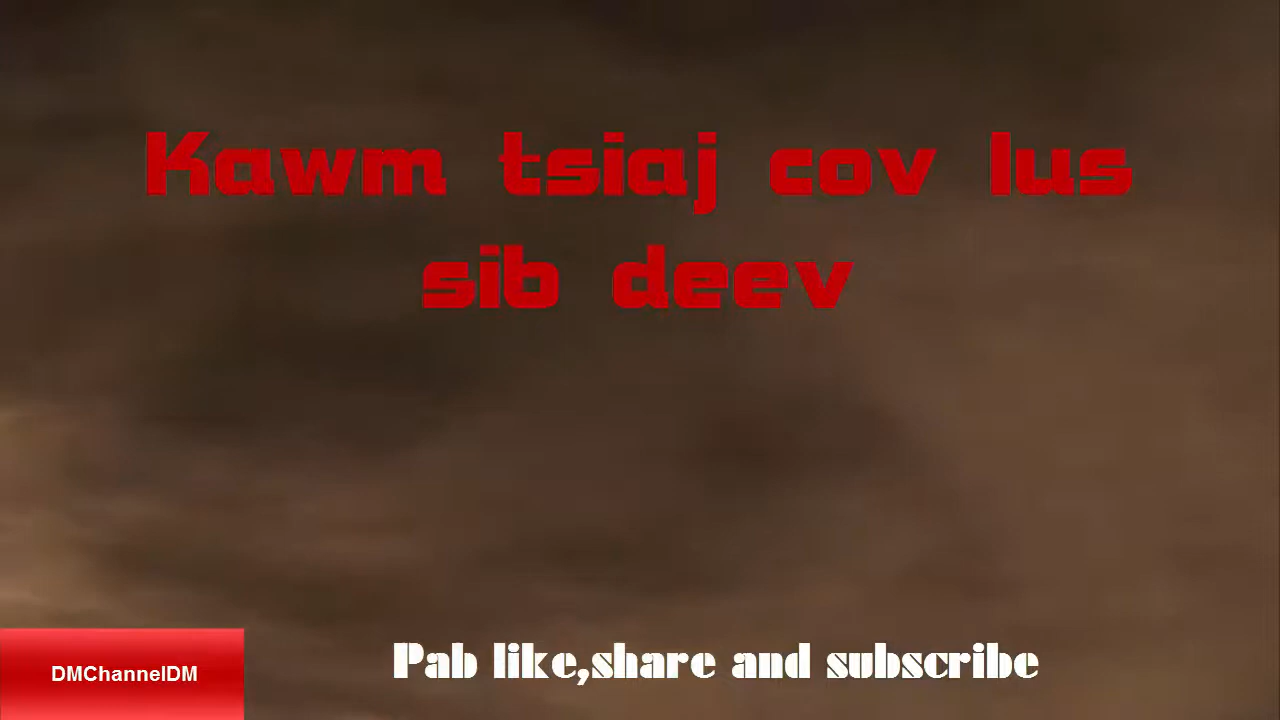 Kawm tsiaj cov lus
sib deev
DMChannelDM
Pab like,share and subscribe